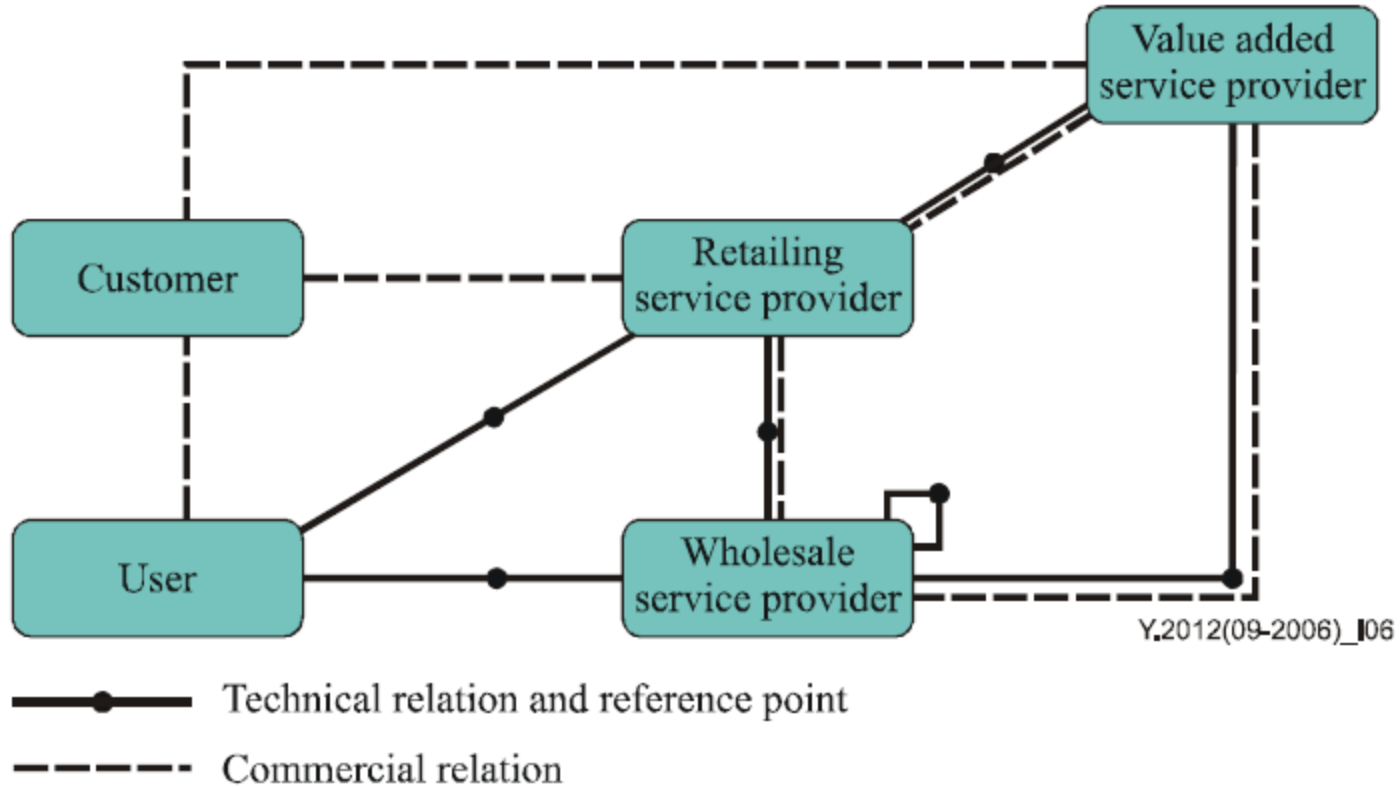 Value added
service provider
Customer
Retailing
service provider
User
Wholesale
service provider
Y.2012(09-2006)_I06
Technical relation and reference point
Commercial relation